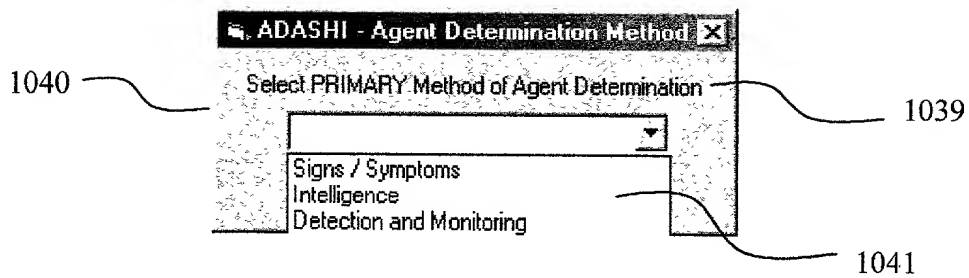 ADASHI - Agent Determination Method
1040
Select PRIMARY Method of Agent Determination
1039
Signs / Symptoms
Intelligence
Detection and Monitoring
1041